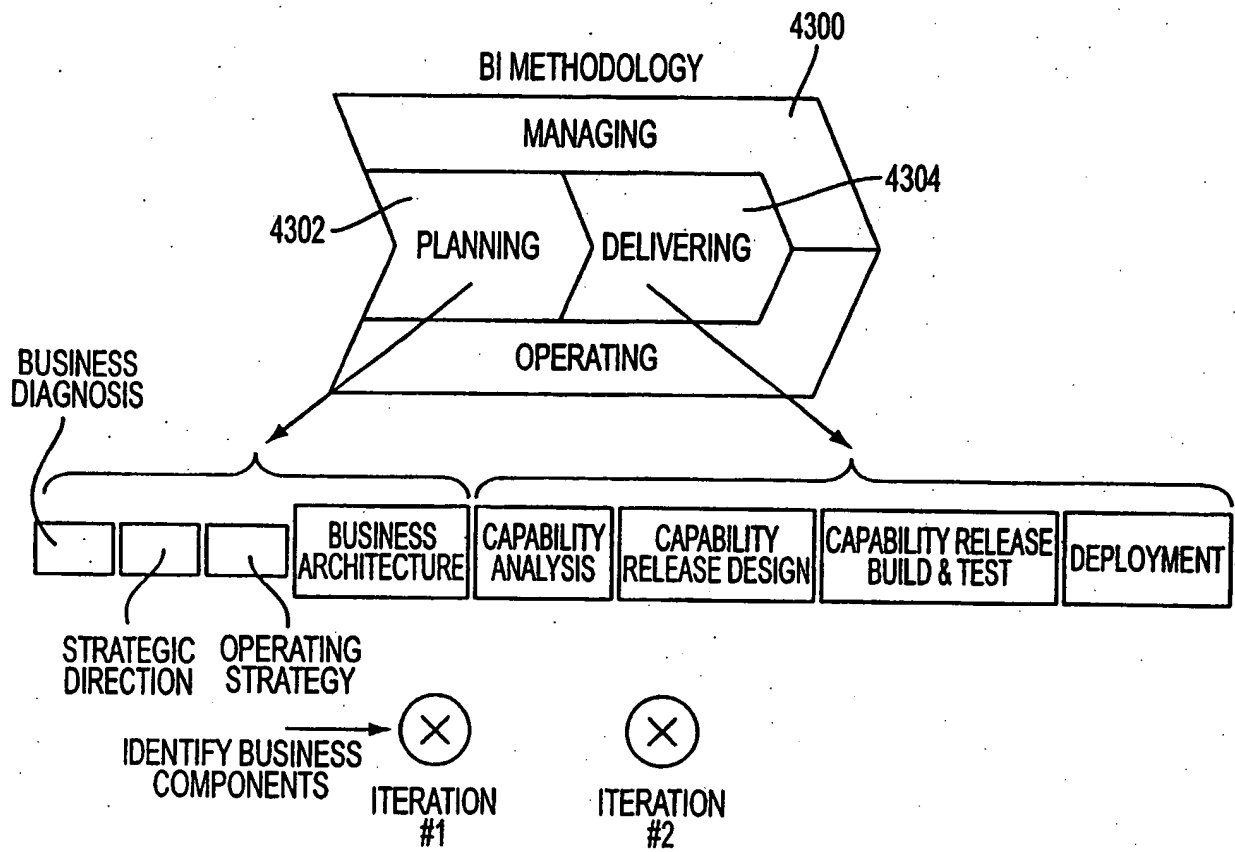 4300
BI METHODOLOGY
MANAGING
4304
4302
PLANNING
DELIVERING
OPERATING
BUSINESS
DIAGNOSIS
BUSINESS
ARCHITECTURE
CAPABILITY
ANALYSIS
CAPABILITY
RELEASE DESIGN
CAPABILITY RELEASE
BUILD & TEST
DEPLOYMENT
STRATEGIC
DIRECTION
OPERATING
STRATEGY
IDENTIFY BUSINESS
COMPONENTS
ITERATION
#1
ITERATION
#2